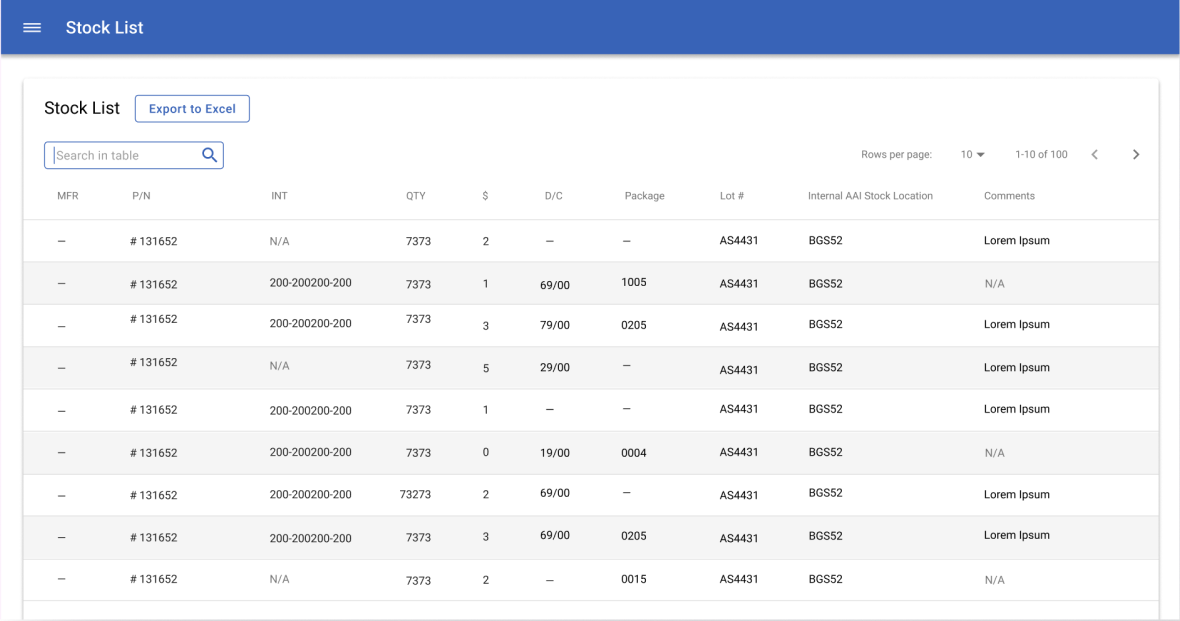 Stock List
Stock List Export to Excel
Search in table Rows per page: 10 1-10 of 100
MFR P/N INT QTY $ D/C Package Lot # Internal AAI Stock Location Comments
– # 131652 N/A 7373 2 – – AS4431 BGS52 Lorem Ipsum
– # 131652 200-200200-200 7373 1 69/00 1005 AS4431 BGS52 N/A
– # 131652 200-200200-200 7373 3 79/00 0205 AS4431 BGS52 Lorem Ipsum
– # 131652 N/A 7373 5 29/00 – AS4431 BGS52 Lorem Ipsum
– # 131652 200-200200-200 7373 1 – – AS4431 BGS52 Lorem Ipsum
– # 131652 200-200200-200 7373 0 19/00 0004 AS4431 BGS52 N/A
– # 131652 200-200200-200 73273 2 69/00 – AS4431 BGS52 Lorem Ipsum
– # 131652 200-200200-200 7373 3 69/00 0205 AS4431 BGS52 Lorem Ipsum
– # 131652 N/A 7373 2 – 0015 AS4431 BGS52 N/A